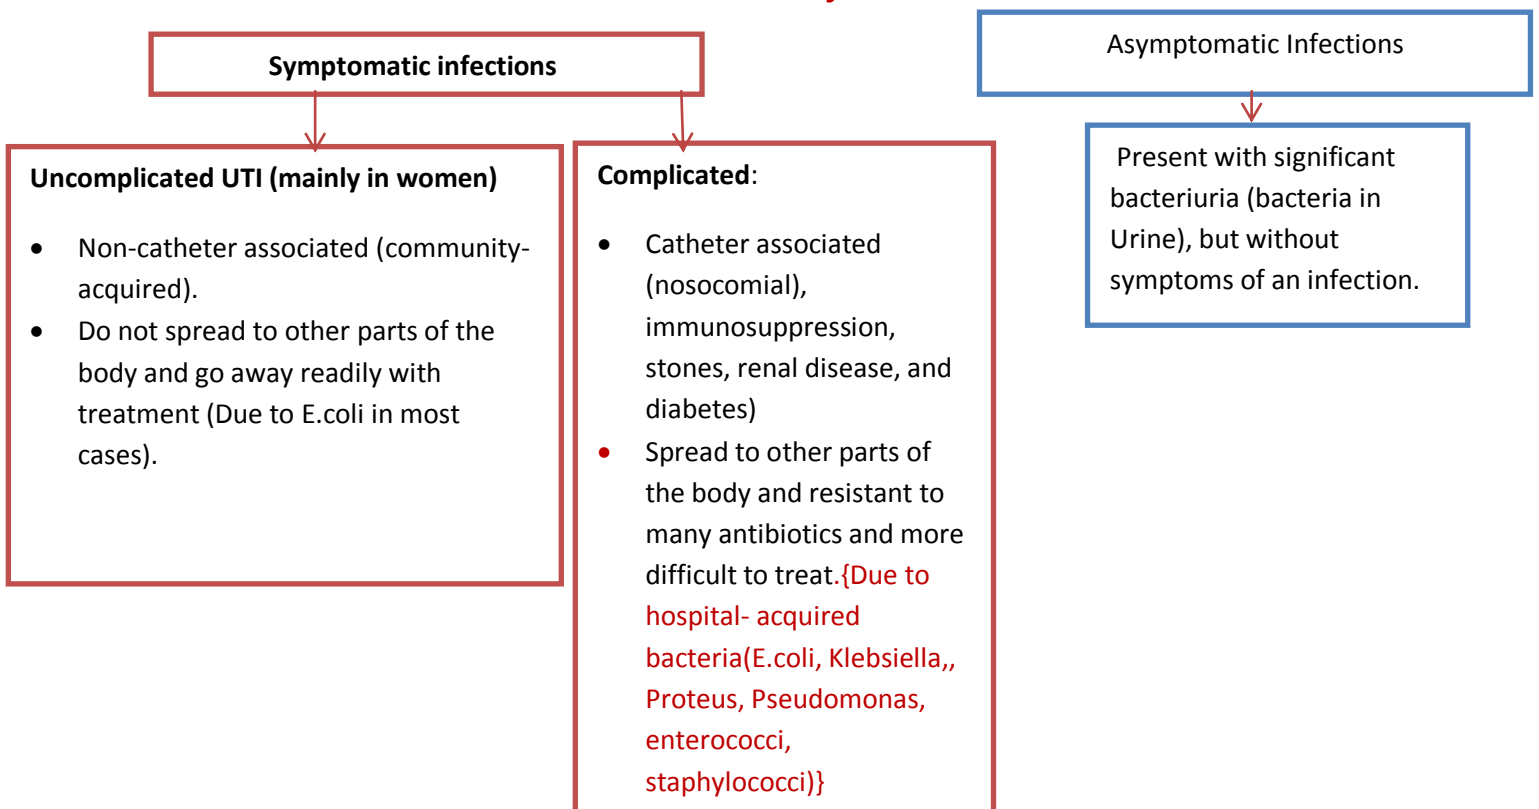 Symptomatic infections
Asymptomatic Infections
Uncomplicated UTI (mainly in women)
• Non-catheter associated (community-
acquired).
• Do not spread to other parts of the
body and go away readily with
treatment (Due to E.coli in most
cases).
Complicated:
• Catheter associated
(nosocomial),
immunosuppression,
stones, renal disease, and
diabetes)
• Spread to other parts of
the body and resistant to
many antibiotics and more
difficult to treat.{Due to
hospital- acquired
bacteria(E.coli, Klebsiella,,
Proteus, Pseudomonas,
enterococci,
staphylococci)}
Present with significant
bacteriuria (bacteria in
Urine), but without
symptoms of an infection.